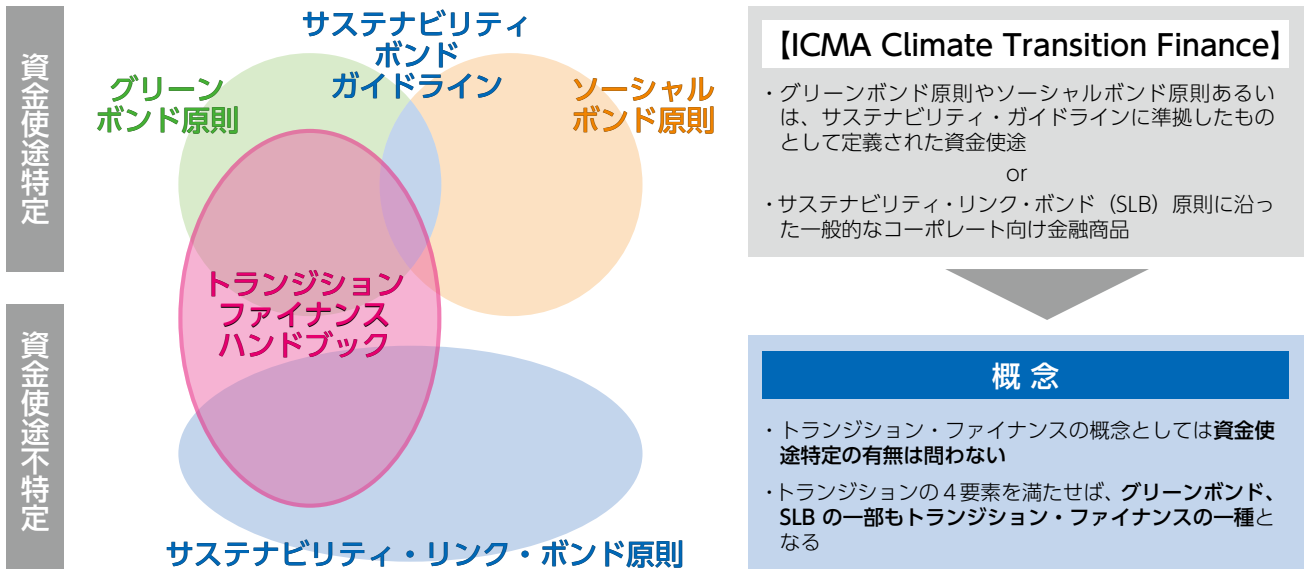 資金使途特定
資金使途不特定
サステナビリティ
ボンド
ガイドライン
グリーン
ボンド原則
ソーシャル
ボンド原則
トランジション
ファイナンス
ハンドブック
サステナビリティ・リンク・ボンド原則
【ICMA Climate Transition Finance】
・グリーンボンド原則やソーシャルボンド原則あるい
は、サステナビリティ・ガイドラインに準拠したもの
として定義された資金使途
or
・サステナビリティ・リンク・ボンド（SLB）原則に沿っ
た一般的なコーポレート向け金融商品
概 念
・トランジション・ファイナンスの概念としては資金使
途特定の有無は問わない
・トランジションの４要素を満たせば、グリーンボンド、
SLB の一部もトランジション・ファイナンスの一種と
なる